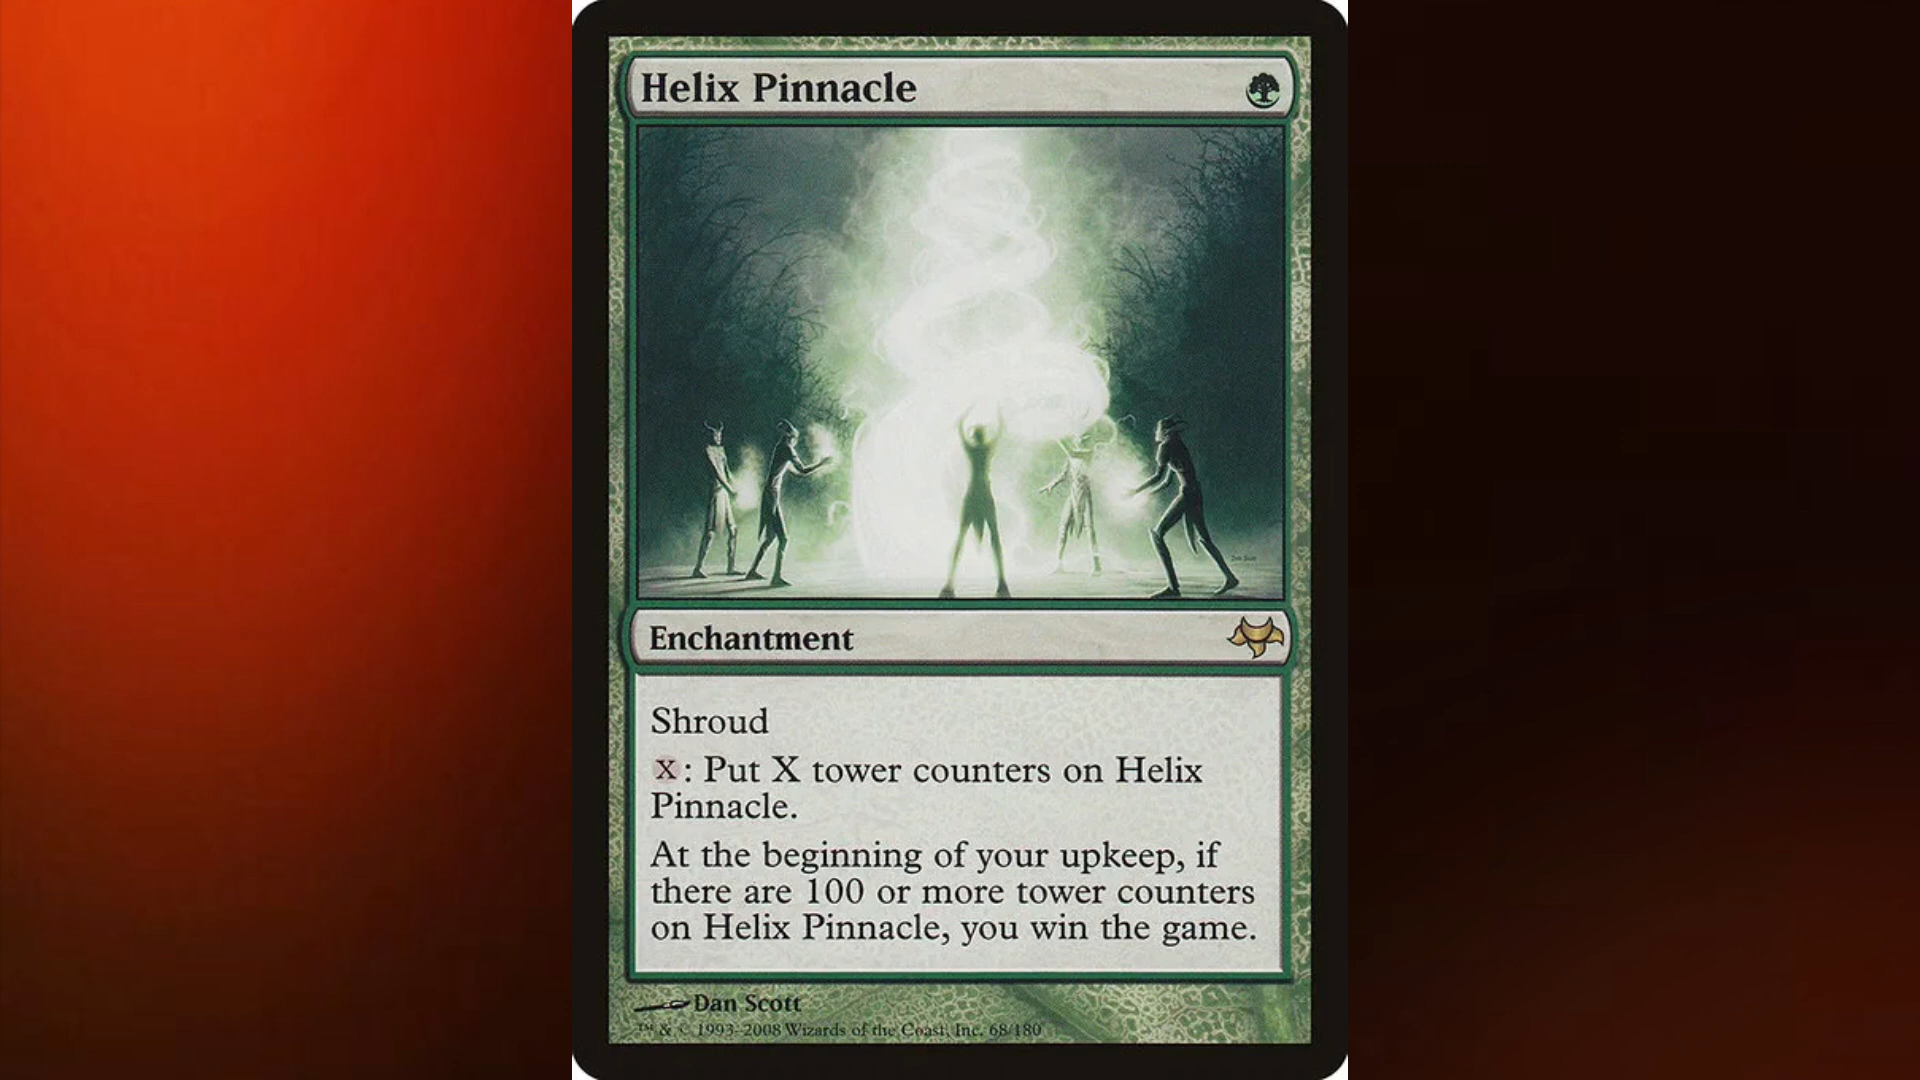 Helix Pinnacle
Enchantment
Shroud
X: Put X tower counters on Helix
Pinnacle.
At the beginning of your upkeep, if
there are 100 or more tower counters
on Helix Pinnacle, you win the game.
Dan Scott
™ & © 1993-2008 Wizards of the Coast, Inc. 68/180